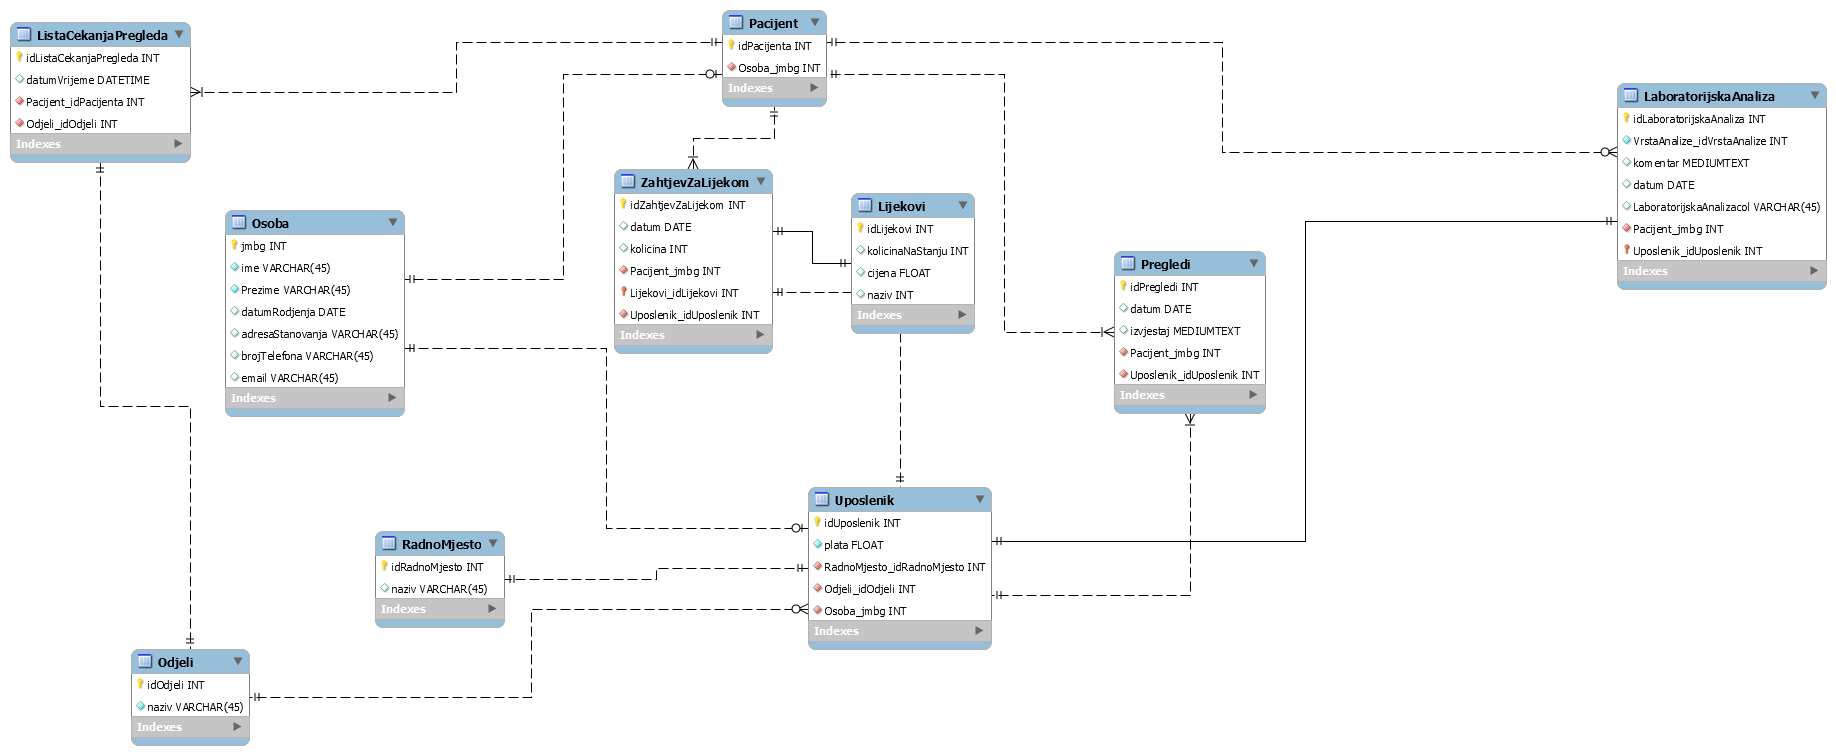 ListaCekanjaPregleda
idListaCekanjaPregleda INT
datumVrijeme DATETIME
Pacijent_idPacijenta INT
Odjeli_idOdjeli INT
Indexes
Pacijent
idPacijenta INT
Osoba_jmbg INT
Indexes
LaboratorijskaAnaliza
idLaboratorijskaAnaliza INT
VrstaAnalize_idVrstaAnalize INT
komentar MEDIUMTEXT
datum DATE
LaboratorijskaAnalizacol VARCHAR(45)
Pacijent_jmbg INT
Uposlenik_idUposlenik INT
Indexes
ZahtjevZaLijekom
idZahtjevZaLijekom INT
datum DATE
kolicina INT
Pacijent_jmbg INT
Lijekovi_idLijekovi INT
Uposlenik_idUposlenik INT
Indexes
Lijekovi
idLijekovi INT
kolicinaNaStanju INT
cijena FLOAT
naziv INT
Indexes
Osoba
jmbg INT
ime VARCHAR(45)
Prezime VARCHAR(45)
datumRodjenja DATE
adresaStanovanja VARCHAR(45)
brojTelefona VARCHAR(45)
email VARCHAR(45)
Indexes
Pregledi
idPregledi INT
datum DATE
izvjestaj MEDIUMTEXT
Pacijent_jmbg INT
Uposlenik_idUposlenik INT
Indexes
Uposlenik
idUposlenik INT
plata FLOAT
RadnoMjesto_idRadnoMjesto INT
Odjeli_idOdjeli INT
Osoba_jmbg INT
Indexes
RadnoMjesto
idRadnoMjesto INT
naziv VARCHAR(45)
Indexes
Odjeli
idOdjeli INT
naziv VARCHAR(45)
Indexes